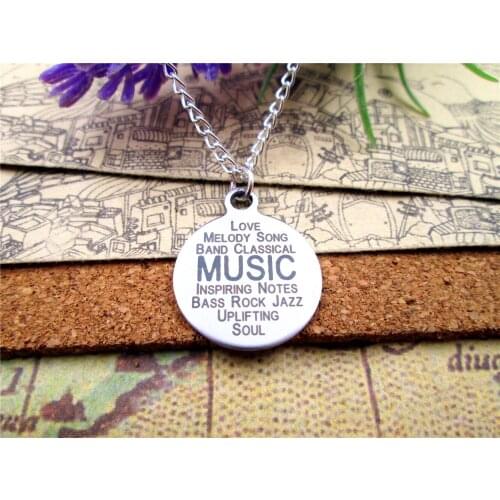 LOVE
MELODY SONG
BAND CLASSICAL
MUSIC
INSPIRING NOTES
BASS ROCK JAZZ
UPLIFTING
SOUL